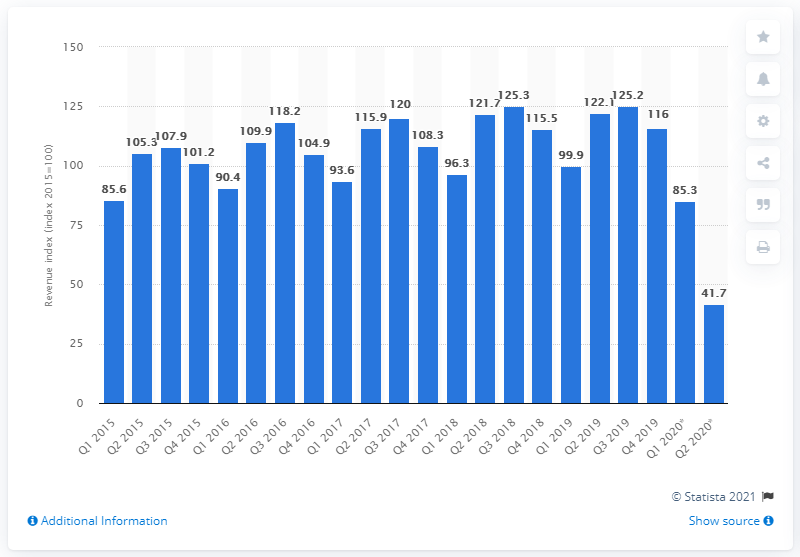 Revenue index (Index 2015=100)
150
125
100
75
50
25
0
85.6
105.3
107.9
101.2
90.4
109.9
118.2
104.9
93.6
115.9
120
108.3
96.3
121.7
125.3
115.5
99.9
122.1
125.2
116
85.3
41.7
Q1 2015
Q2 2015
Q3 2015
Q4 2015
Q1 2016
Q2 2016
Q3 2016
Q4 2016
Q1 2017
Q2 2017
Q3 2017
Q4 2017
Q1 2018
Q2 2018
Q3 2018
Q4 2018
Q1 2019
Q2 2019
Q3 2019
Q4 2019
Q1 2020*
Q2 2020*
© Statista 2021
Additional Information
Show source